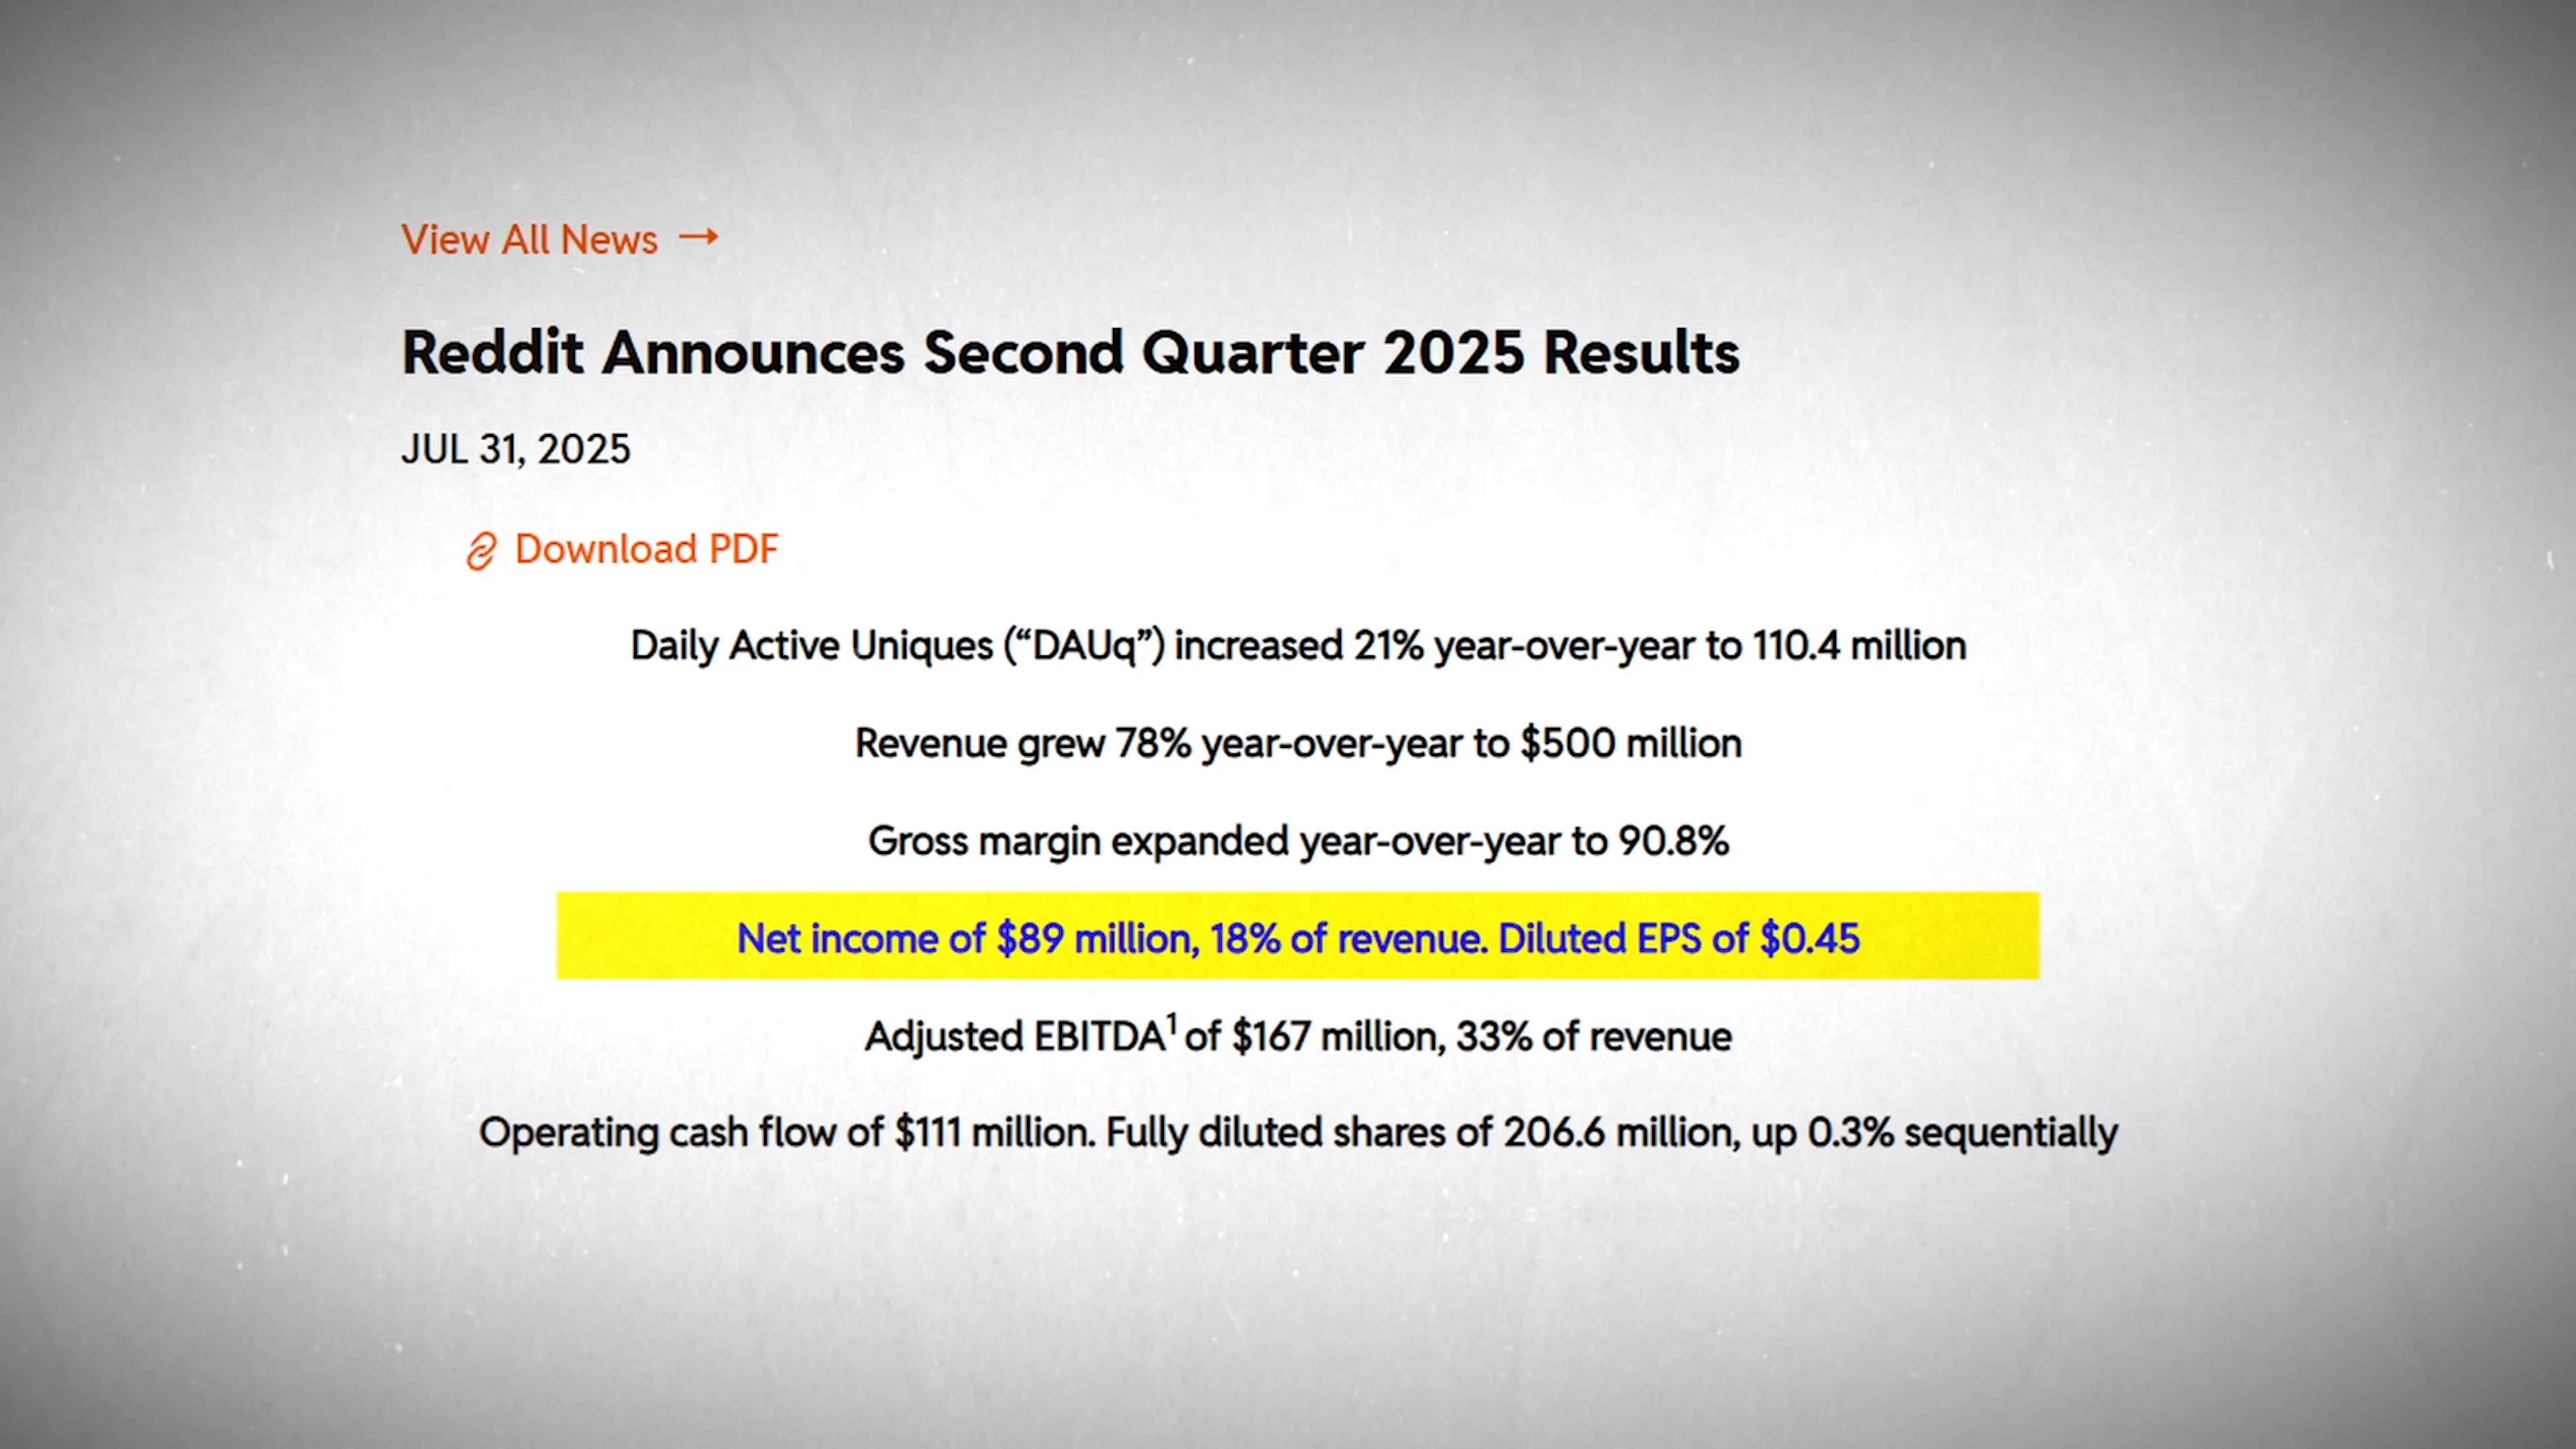 View All News →
Reddit Announces Second Quarter 2025 Results
JUL 31, 2025
Download PDF
Daily Active Uniques (“DAUq”) increased 21% year-over-year to 110.4 million
Revenue grew 78% year-over-year to $500 million
Gross margin expanded year-over-year to 90.8%
Net income of $89 million, 18% of revenue. Diluted EPS of $0.45
Adjusted EBITDA¹ of $167 million, 33% of revenue
Operating cash flow of $111 million. Fully diluted shares of 206.6 million, up 0.3% sequentially